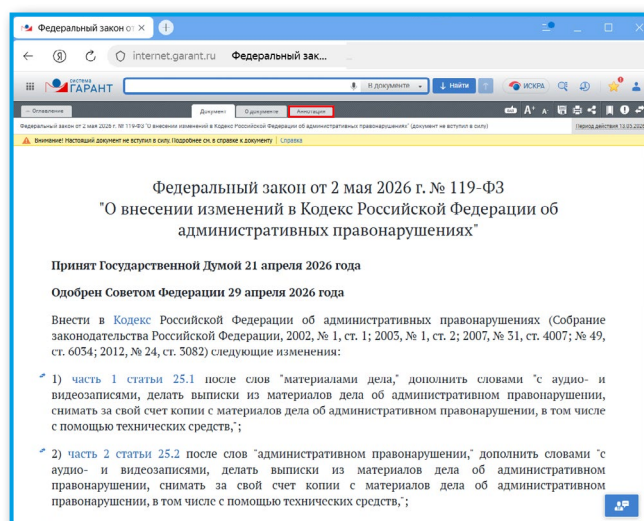 Федеральный закон от
internet.garant.ru Федеральный зак...
система ГАРАНТ
В документе
Найти
ИСКРА
← Оглавление
Документ
О документе
Аннотация
Федеральный закон от 2 мая 2026 г. № 119-ФЗ "О внесении изменений в Кодекс Российской Федерации об административных правонарушениях" (документ не вступил в силу)
Период действия 13.05.2026
Внимание! Настоящий документ не вступил в силу. Подробнее см. в справке к документу | Справка
Федеральный закон от 2 мая 2026 г. № 119-ФЗ
"О внесении изменений в Кодекс Российской Федерации об
административных правонарушениях"
Принят Государственной Думой 21 апреля 2026 года
Одобрен Советом Федерации 29 апреля 2026 года
Внести в Кодекс Российской Федерации об административных правонарушениях (Собрание
законодательства Российской Федерации, 2002, № 1, ст. 1; 2003, № 1, ст. 2; 2007, № 31, ст. 4007; № 49,
ст. 6034; 2012, № 24, ст. 3082) следующие изменения:
1) часть 1 статьи 25.1 после слов "материалами дела," дополнить словами "с аудио- и
видеозаписями, делать выписки из материалов дела об административном правонарушении,
снимать за свой счет копии с материалов дела об административном правонарушении, в том числе
с помощью технических средств,";
2) часть 2 статьи 25.2 после слов "административном правонарушении," дополнить словами "с
аудио- и видеозаписями, делать выписки из материалов дела об административном
правонарушении, снимать за свой счет копии с материалов дела об административном
правонарушении, в том числе с помощью технических средств,";